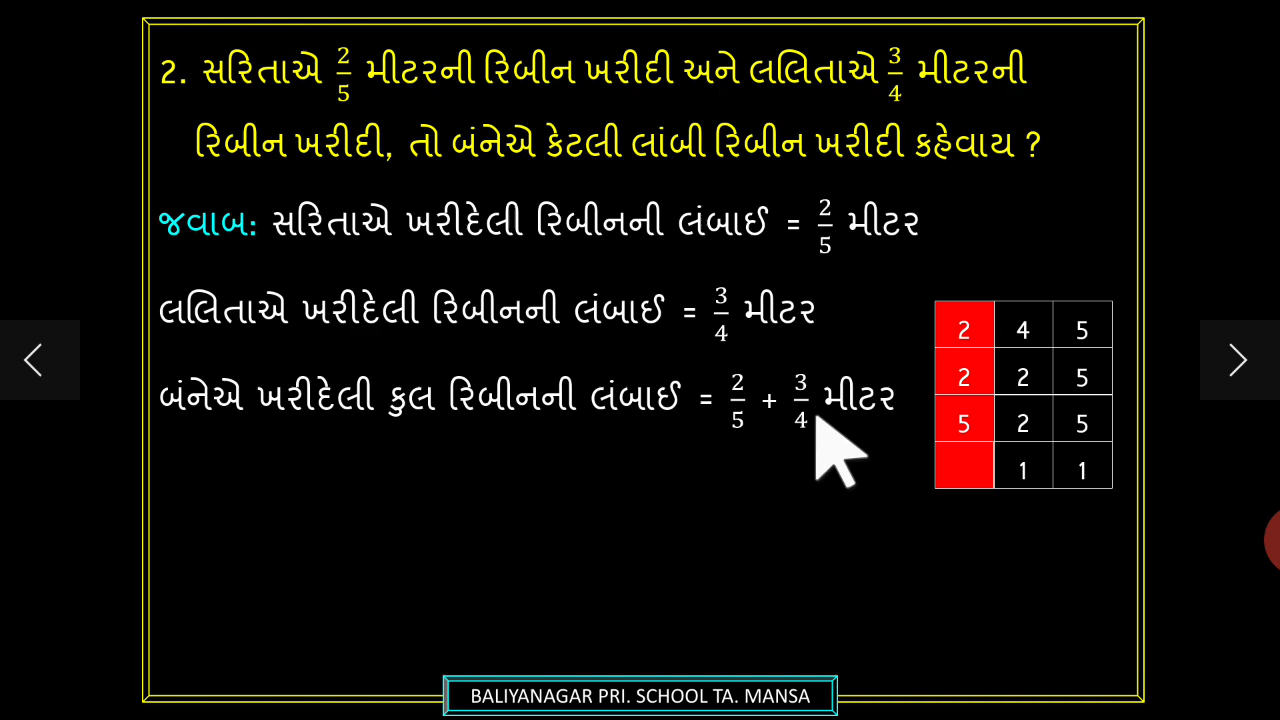 2. સરિતાએ 2/5 મીટરની રિબીન ખરીદી અને લલિતાએ 3/4 મીટરની
રિબીન ખરીદી, તો બંનેએ કેટલી લાંબી રિબીન ખરીદી કહેવાય ?
જવાબ: સરિતાએ ખરીદેલી રિબીનની લંબાઈ = 2/5 મીટર
લલિતાએ ખરીદેલી રિબીનની લંબાઈ = 3/4 મીટર
બંનેએ ખરીદેલી કુલ રિબીનની લંબાઈ = 2/5 + 3/4 મીટર
2 4 5
2 2 5
5 2 5
1 1
BALIYANAGAR PRI. SCHOOL TA. MANSA